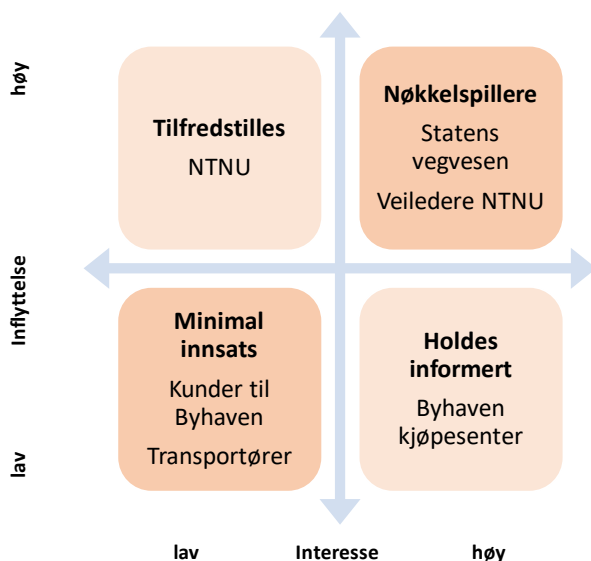 høy
Tilfredstilles
NTNU
Nøkkelspillere
Statens
vegvesen
Veiledere NTNU
Inflyttelse
Minimal
innsats
Kunder til
Byhaven
Transportører
Holdes
informert
Byhaven
kjøpesenter
lav
lav
Interesse
høy